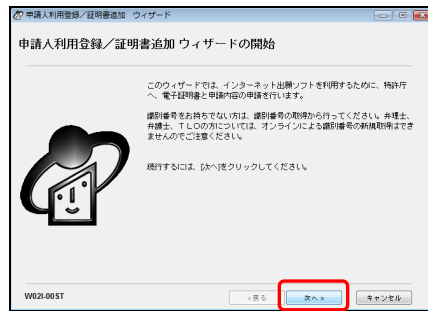 申請人利用登録／証明書追加 ウィザード
申請人利用登録／証明書追加 ウィザードの開始
このウィザードでは、インターネット出願ソフトを利用するために、特許庁
へ、電子証明書と申請内容の申請を行います。
識別番号をお持ちでない方は、識別番号の取得から行ってください。弁理士、
弁護士、ＴＬＯの方については、オンラインによる識別番号の新規取得はでき
ませんのでご注意ください。
続行するには、[次へ]をクリックしてください。
W02I-00ST
«戻る
次へ»
キャンセル